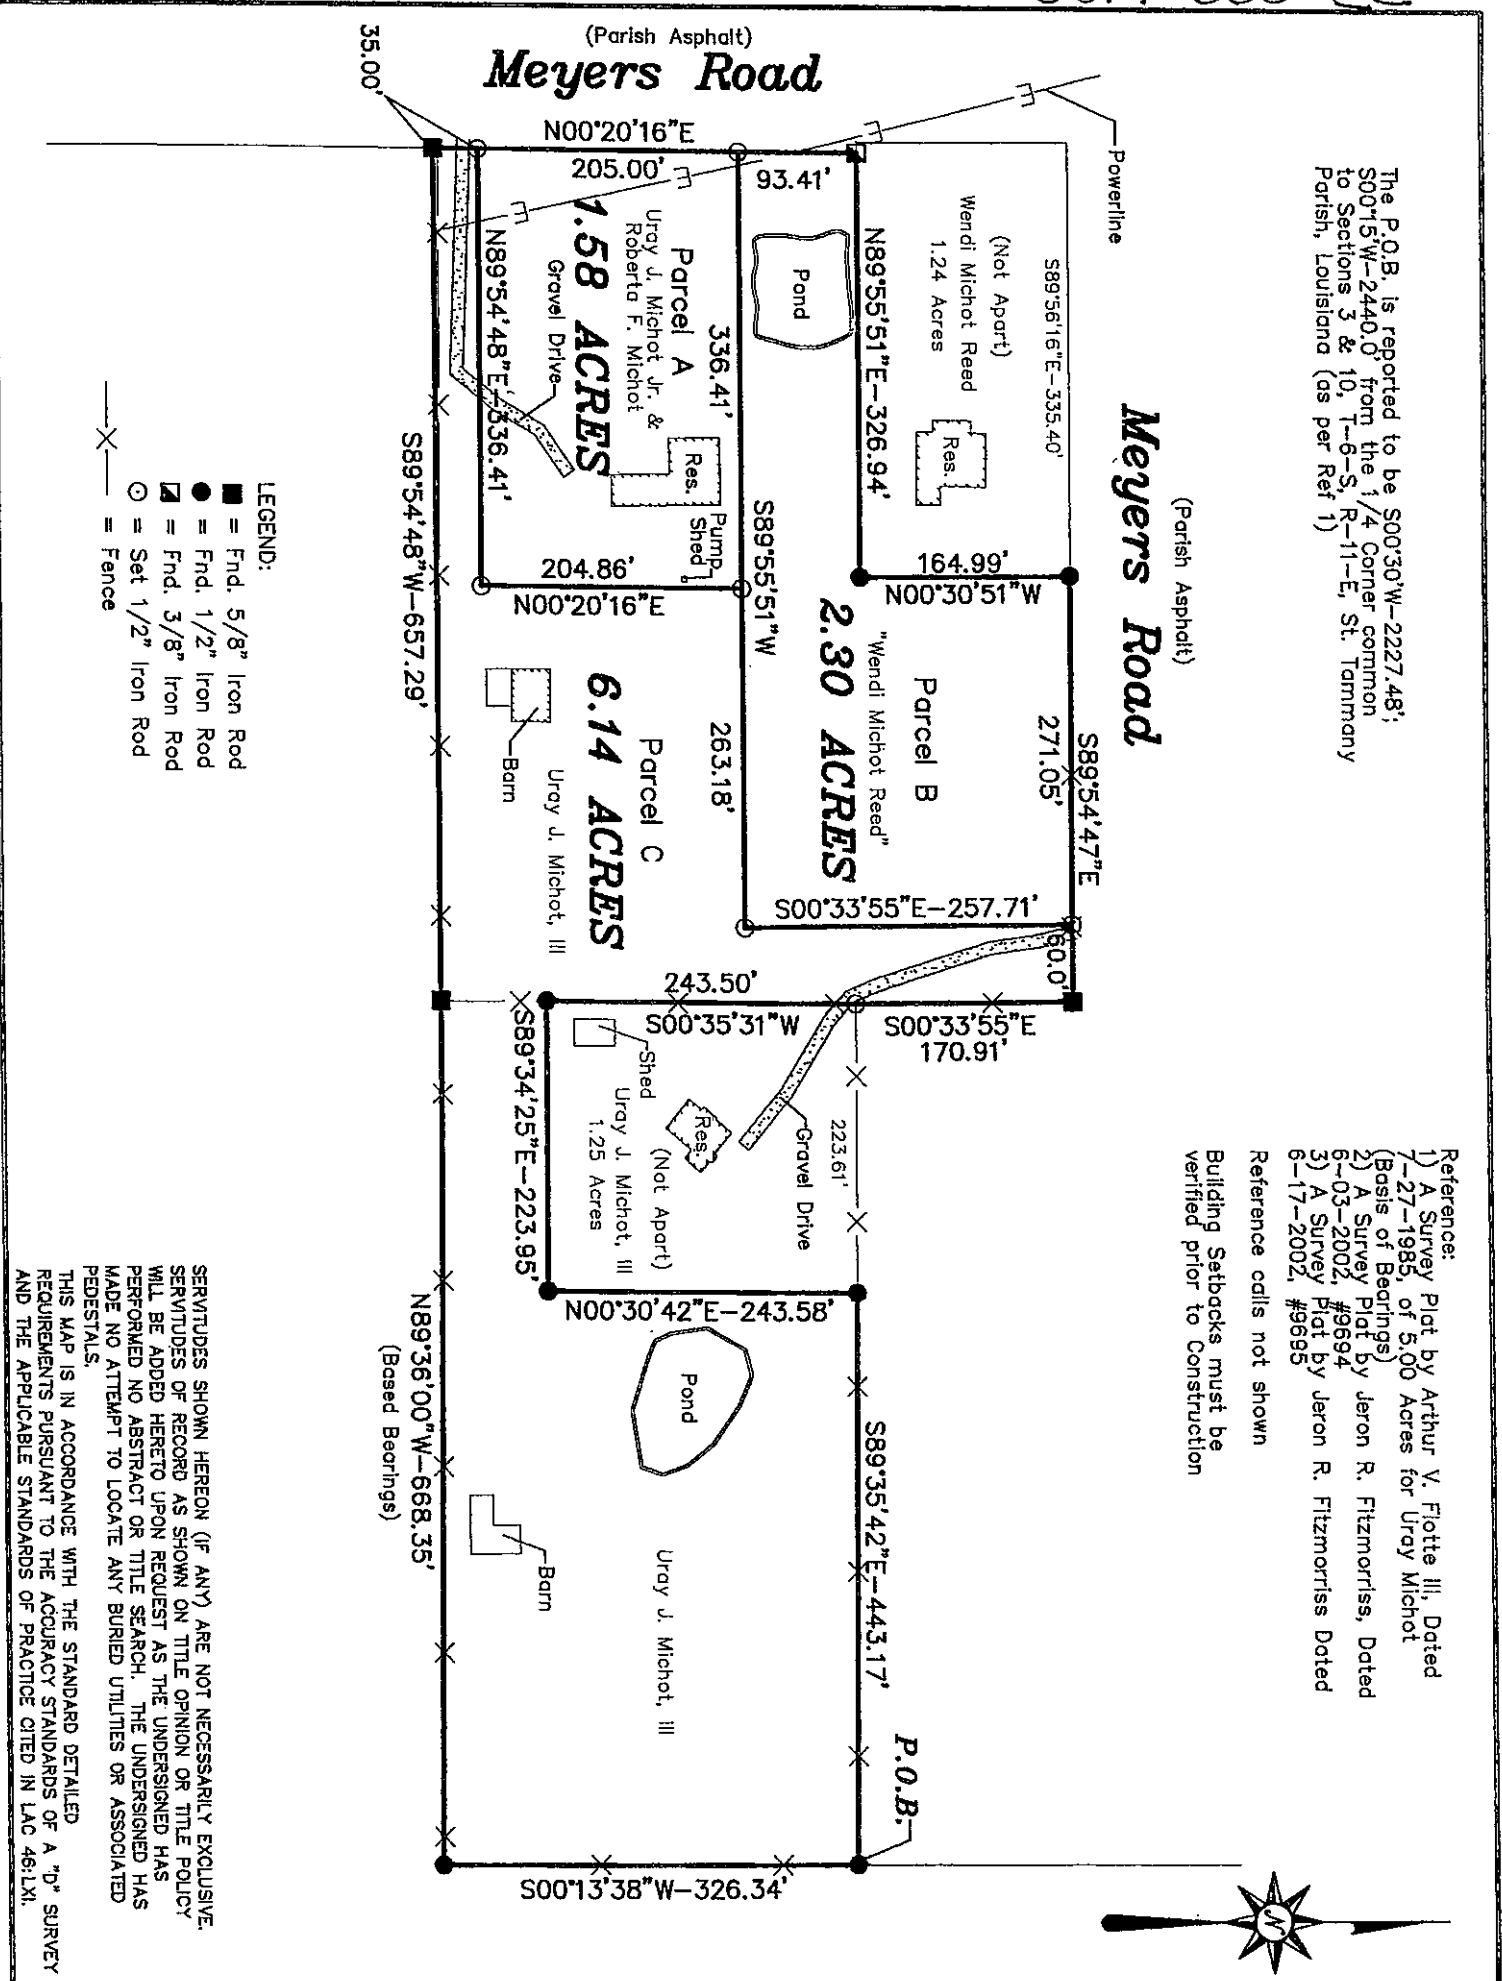 The P.O.B. is reported to be S00°30'W-2227.48';
S00°15'W-2440.0' from the 1/4 Corner common
to Sections 3 & 10, T-6-S, R-11-E, St. Tammany
Parish, Louisiana (as per Ref 1)
Reference:
1) A Survey Plat by Arthur V. Flotte III, Dated
7-27-1985, of 5.00 Acres for Uray Michot
(Basis of Bearings)
2) A Survey Plat by Jeron R. Fitzmorriss, Dated
6-03-2002, #9694
3) A Survey Plat by Jeron R. Fitzmorriss Dated
6-17-2002, #9695
Reference calls not shown
Building Setbacks must be
verified prior to Construction
(Parish Asphalt)
Meyers Road
(Parish Asphalt)
Meyers Road
Powerline
S89°56'16"E-335.40'
(Not Apart)
Wendi Michot Reed
1.24 Acres
Res.
164.99'
N00°30'51"W
S89°54'47"E
271.05'
60.0'
N89°55'51"E-326.94'
Pond
93.41'
Parcel B
"Wendi Michot Reed"
2.30 ACRES
S00°33'55"E-257.71'
S89°55'51"W
336.41'
263.18'
N00°20'16"E
205.00'
35.00'
Parcel A
Uray J. Michot Jr. &
Roberta F. Michot
1.58 ACRES
Gravel Drive
Res.
Pump
Shed
N89°54'48"E-336.41'
204.86'
N00°20'16"E
Parcel C
Uray J. Michot, III
6.14 ACRES
Barn
S89°54'48"W-657.29'
S00°33'55"E
170.91'
243.50'
S00°35'31"W
223.61'
Gravel Drive
Res.
Shed
(Not Apart)
Uray J. Michot, III
1.25 Acres
S89°34'25"E-223.95'
N00°30'42"E-243.58'
S89°35'42"E-443.17'
P.O.B.
Pond
Uray J. Michot, III
Barn
S00°13'38"W-326.34'
N89°36'00"W-668.35'
(Based Bearings)
N
LEGEND:
= Fnd. 5/8" Iron Rod
= Fnd. 1/2" Iron Rod
= Fnd. 3/8" Iron Rod
= Set 1/2" Iron Rod
= Fence
SERVITUDES SHOWN HEREON (IF ANY) ARE NOT NECESSARILY EXCLUSIVE.
SERVITUDES OF RECORD AS SHOWN ON TITLE OPINION OR TITLE POLICY
WILL BE ADDED HERETO UPON REQUEST AS THE UNDERSIGNED HAS
PERFORMED NO ABSTRACT OR TITLE SEARCH. THE UNDERSIGNED HAS
MADE NO ATTEMPT TO LOCATE ANY BURIED UTILITIES OR ASSOCIATED
PEDESTALS.
THIS MAP IS IN ACCORDANCE WITH THE STANDARD DETAILED
REQUIREMENTS PURSUANT TO THE ACCURACY STANDARDS OF A "D" SURVEY
AND THE APPLICABLE STANDARDS OF PRACTICE CITED IN LAC 46:LXI.